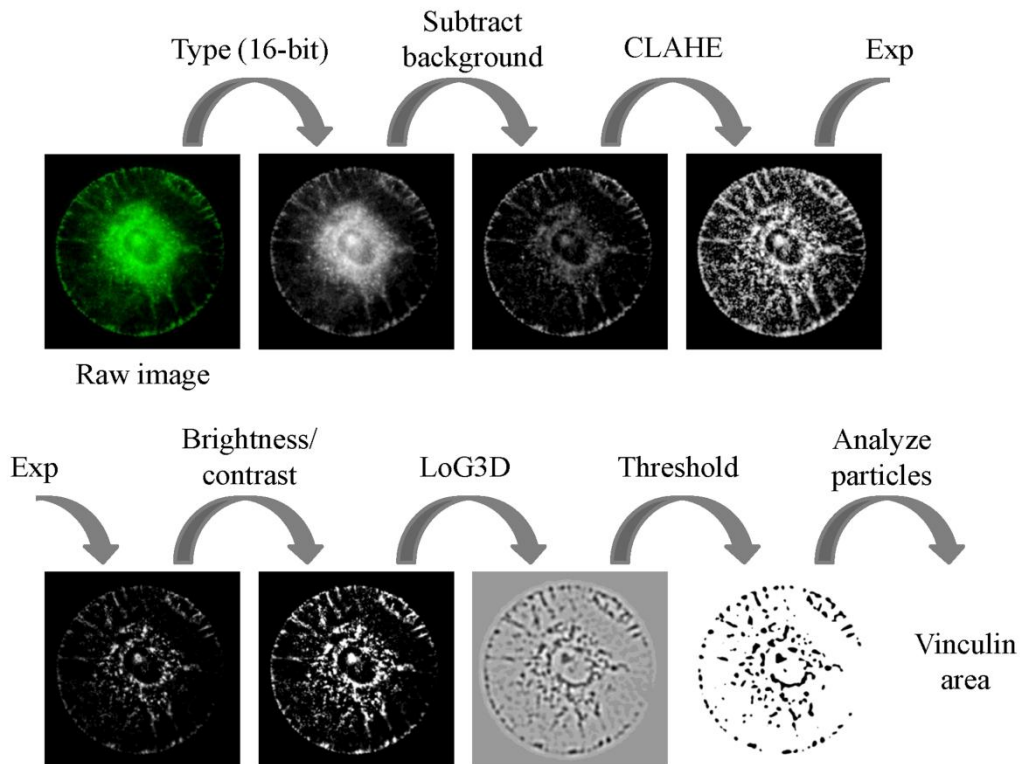 Type (16-bit)
Subtract
background
CLAHE
Exp
Raw image
Exp
Brightness/
contrast
LoG3D
Threshold
Analyze
particles
Vinculin
area